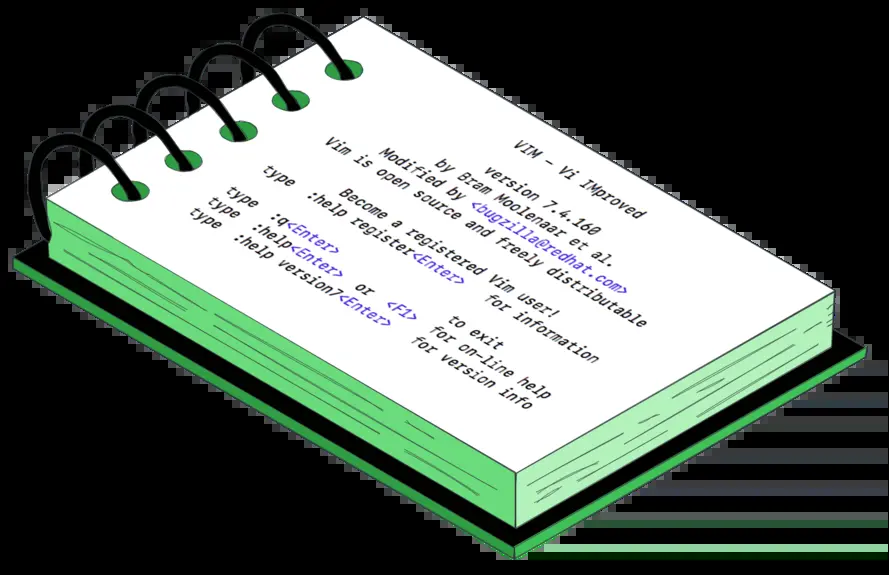 VIM - Vi IMproved
version 7.4.160
by Bram Moolenaar et al.
Modified by <bugzilla@redhat.com>
Vim is open source and freely distributable
Become a registered Vim user!
type :help register<Enter> for information
type :q<Enter> to exit
type :help<Enter> or <F1> for on-line help
type :help version7<Enter> for version info